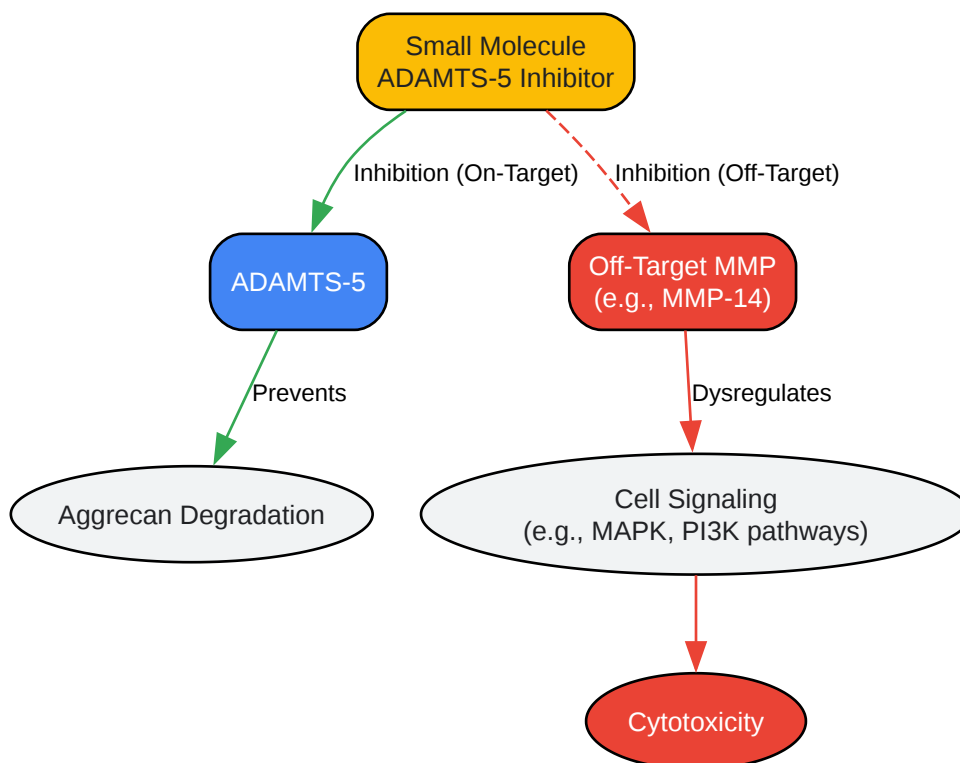 Small Molecule
ADAMTS-5 Inhibitor
Inhibition (On-Target)
Inhibition (Off-Target)
ADAMTS-5
Off-Target MMP
(e.g., MMP-14)
Prevents
Dysregulates
Aggrecan Degradation
Cell Signaling
(e.g., MAPK, PI3K pathways)
Cytotoxicity